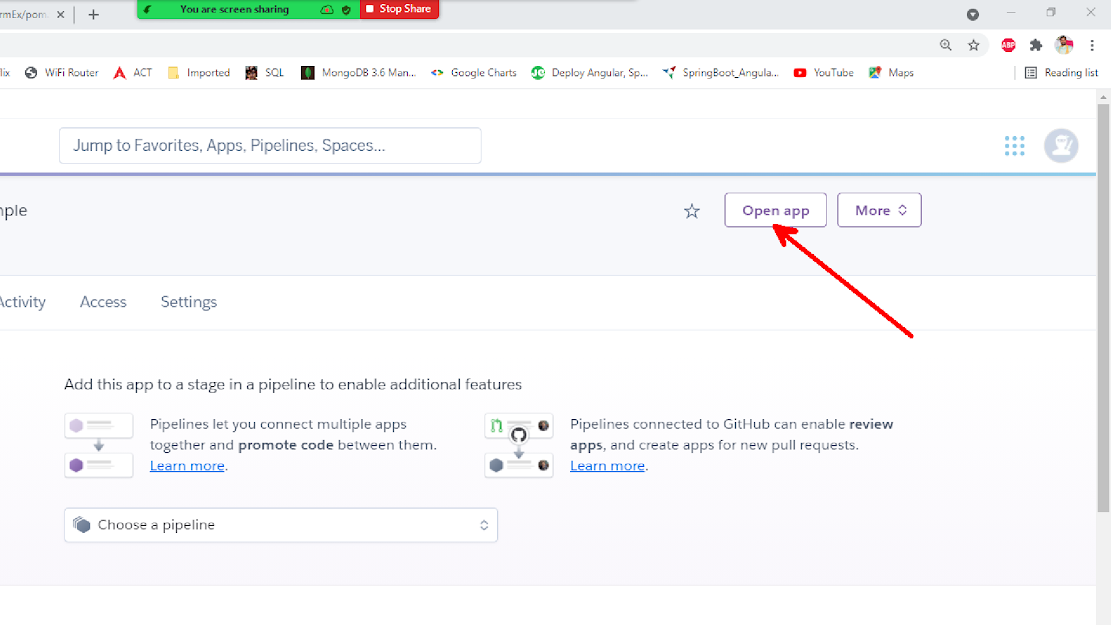 You are screen sharing
Stop Share
rmEx/pom.
lix
WiFi Router
ACT
Imported
SQL
MongoDB 3.6 Man...
Google Charts
Deploy Angular, Sp...
SpringBoot_Angula...
YouTube
Maps
Reading list
ABP
Jump to Favorites, Apps, Pipelines, Spaces...
nple
Open app
More
Activity
Access
Settings
Add this app to a stage in a pipeline to enable additional features
Pipelines let you connect multiple apps
together and promote code between them.
Learn more.
Pipelines connected to GitHub can enable review
apps, and create apps for new pull requests.
Learn more.
Choose a pipeline